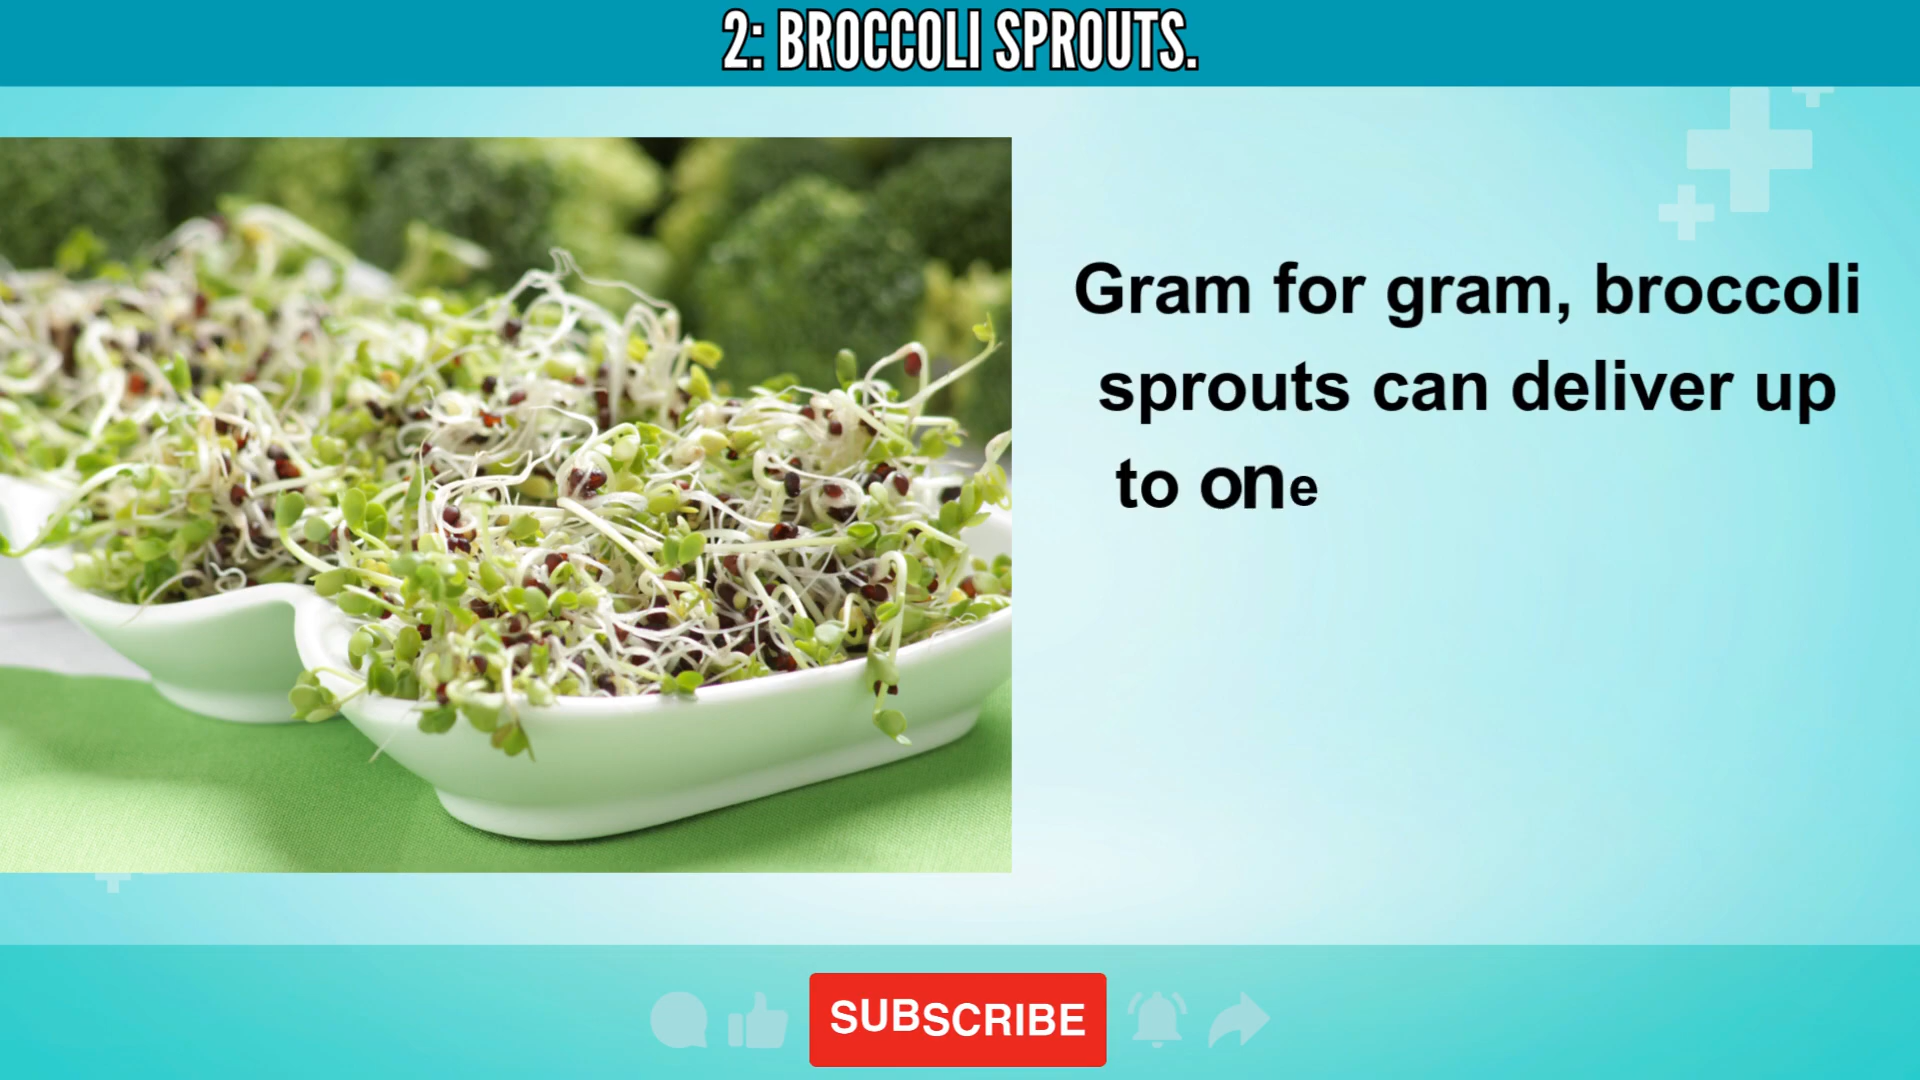 2: BROCCOLI SPROUTS.
Gram for gram, broccoli
sprouts can deliver up
to one
SUBSCRIBE